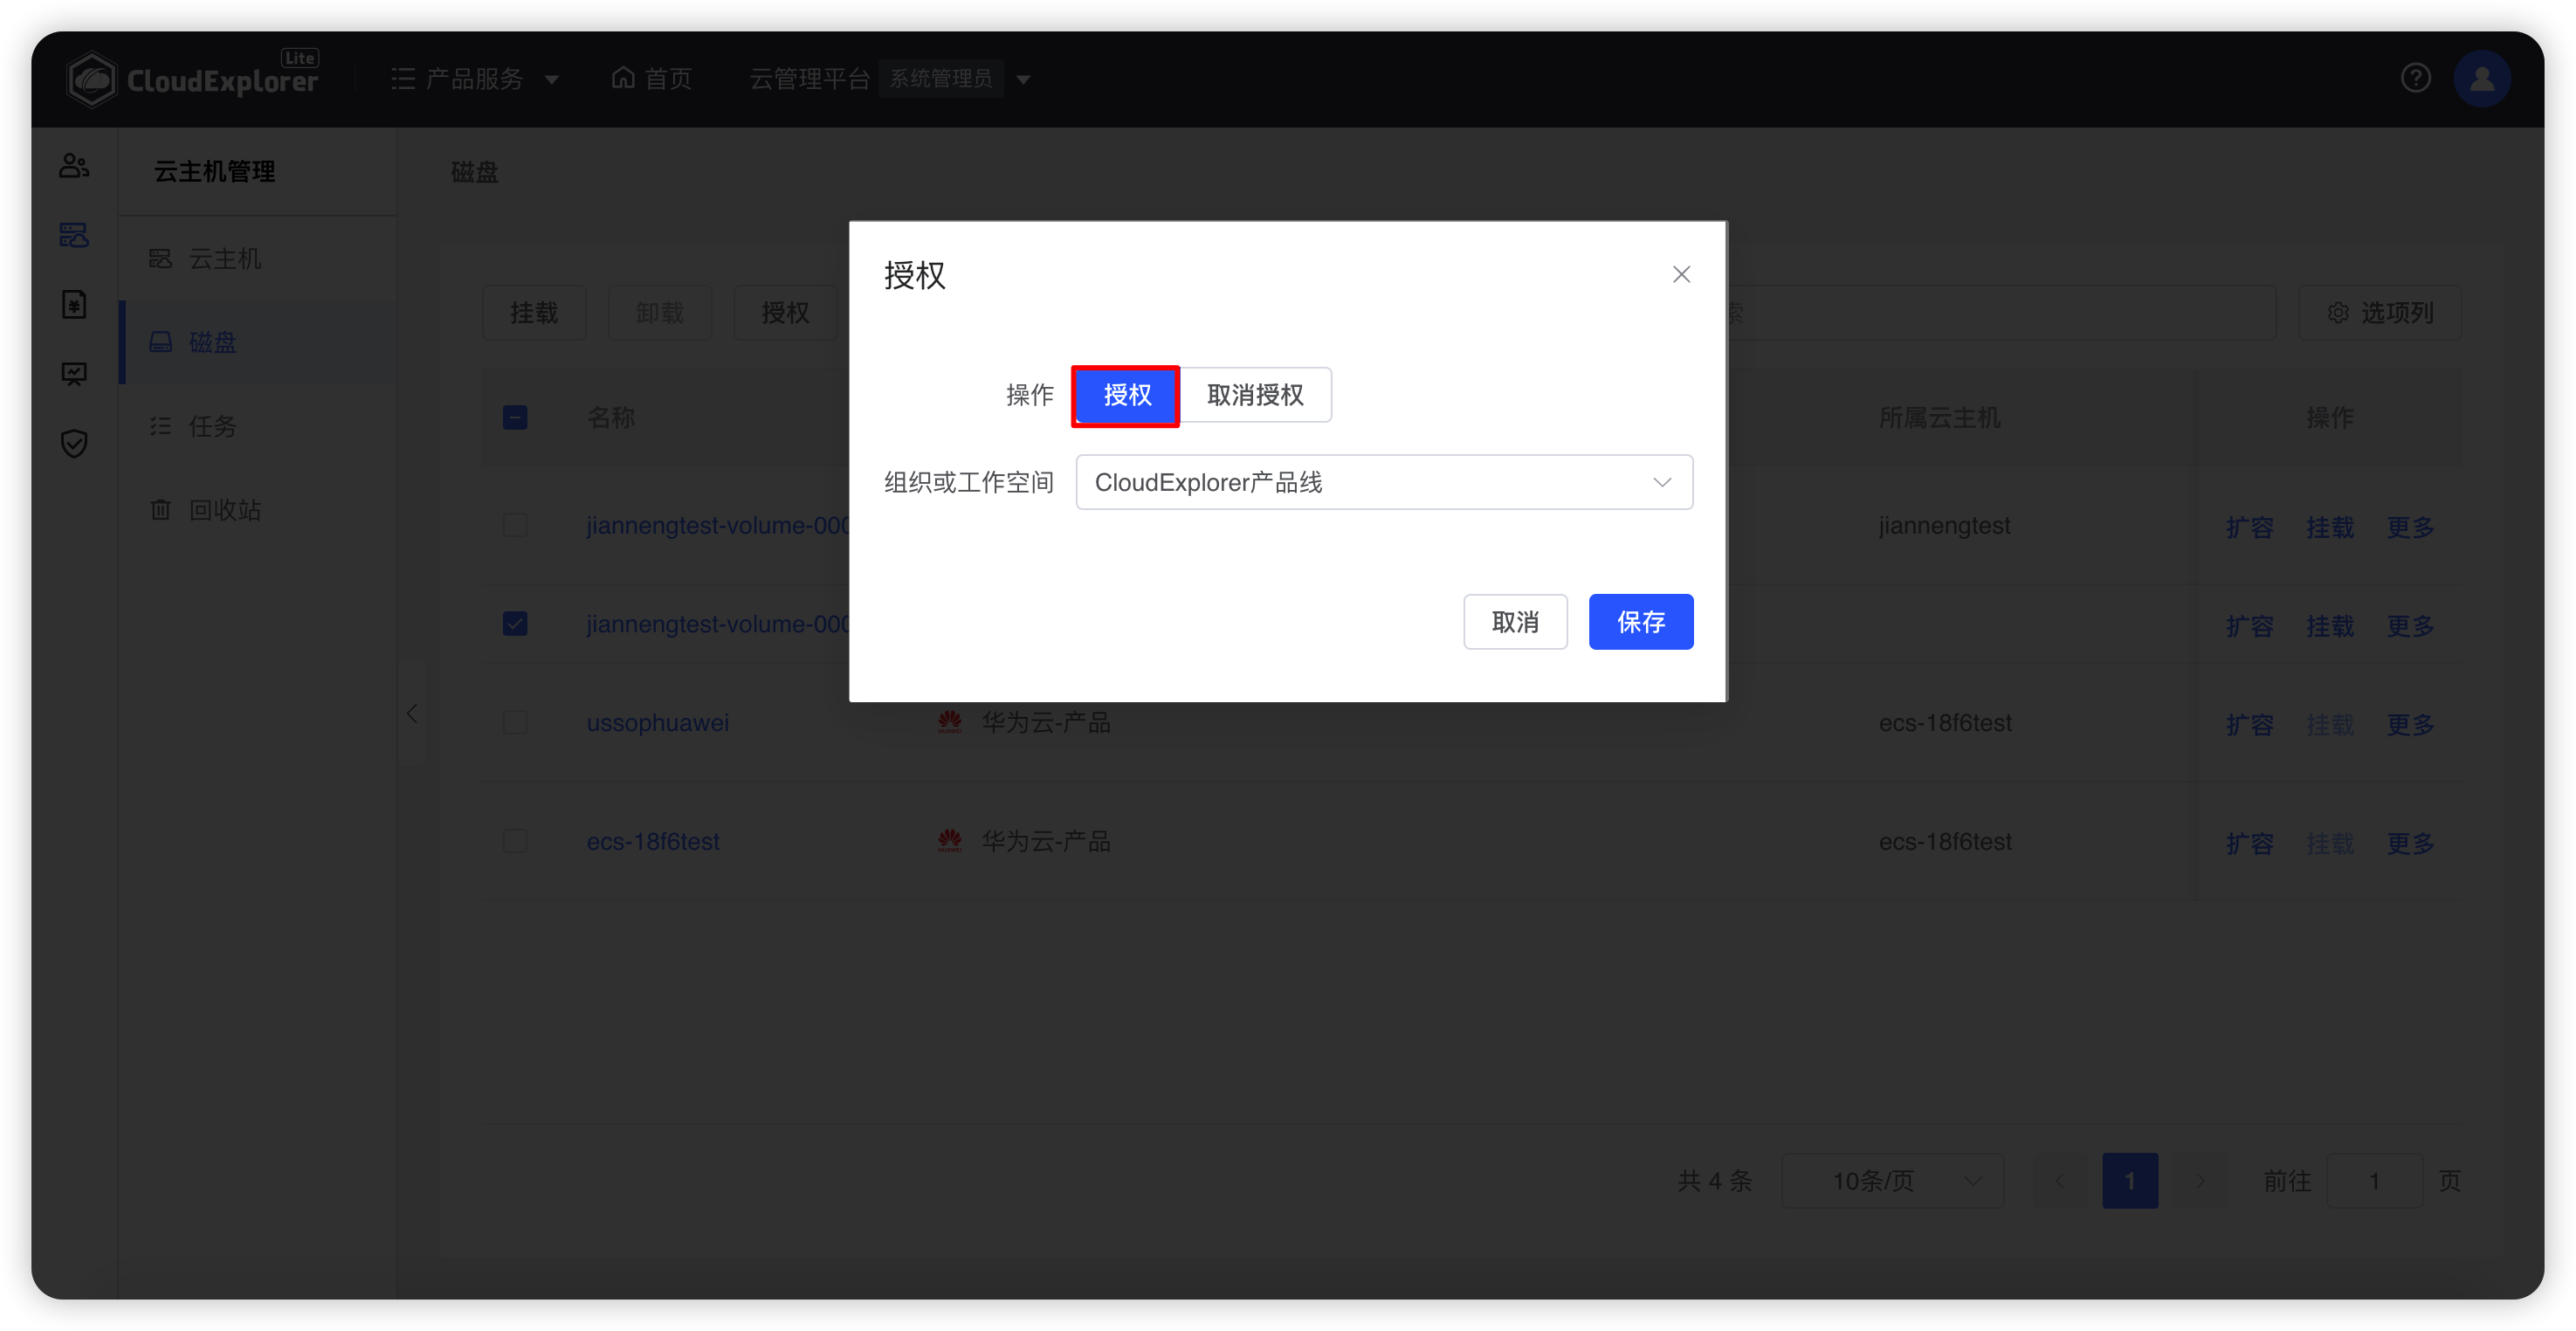 CloudExplorer Lite 产品服务 首页 云管理平台 系统管理员
云主机管理
云主机
磁盘
任务
回收站
磁盘
挂载 卸载 授权 索 选项列
名称 所属云主机 操作
jiannengtest-volume-000 jiannengtest 扩容 挂载 更多
jiannengtest-volume-000 扩容 挂载 更多
ussophuawei HUAWEI 华为云-产品 ecs-18f6test 扩容 挂载 更多
ecs-18f6test HUAWEI 华为云-产品 ecs-18f6test 扩容 挂载 更多
共 4 条 10条/页 1 前往 1 页
授权
操作 授权 取消授权
组织或工作空间 CloudExplorer产品线
取消 保存